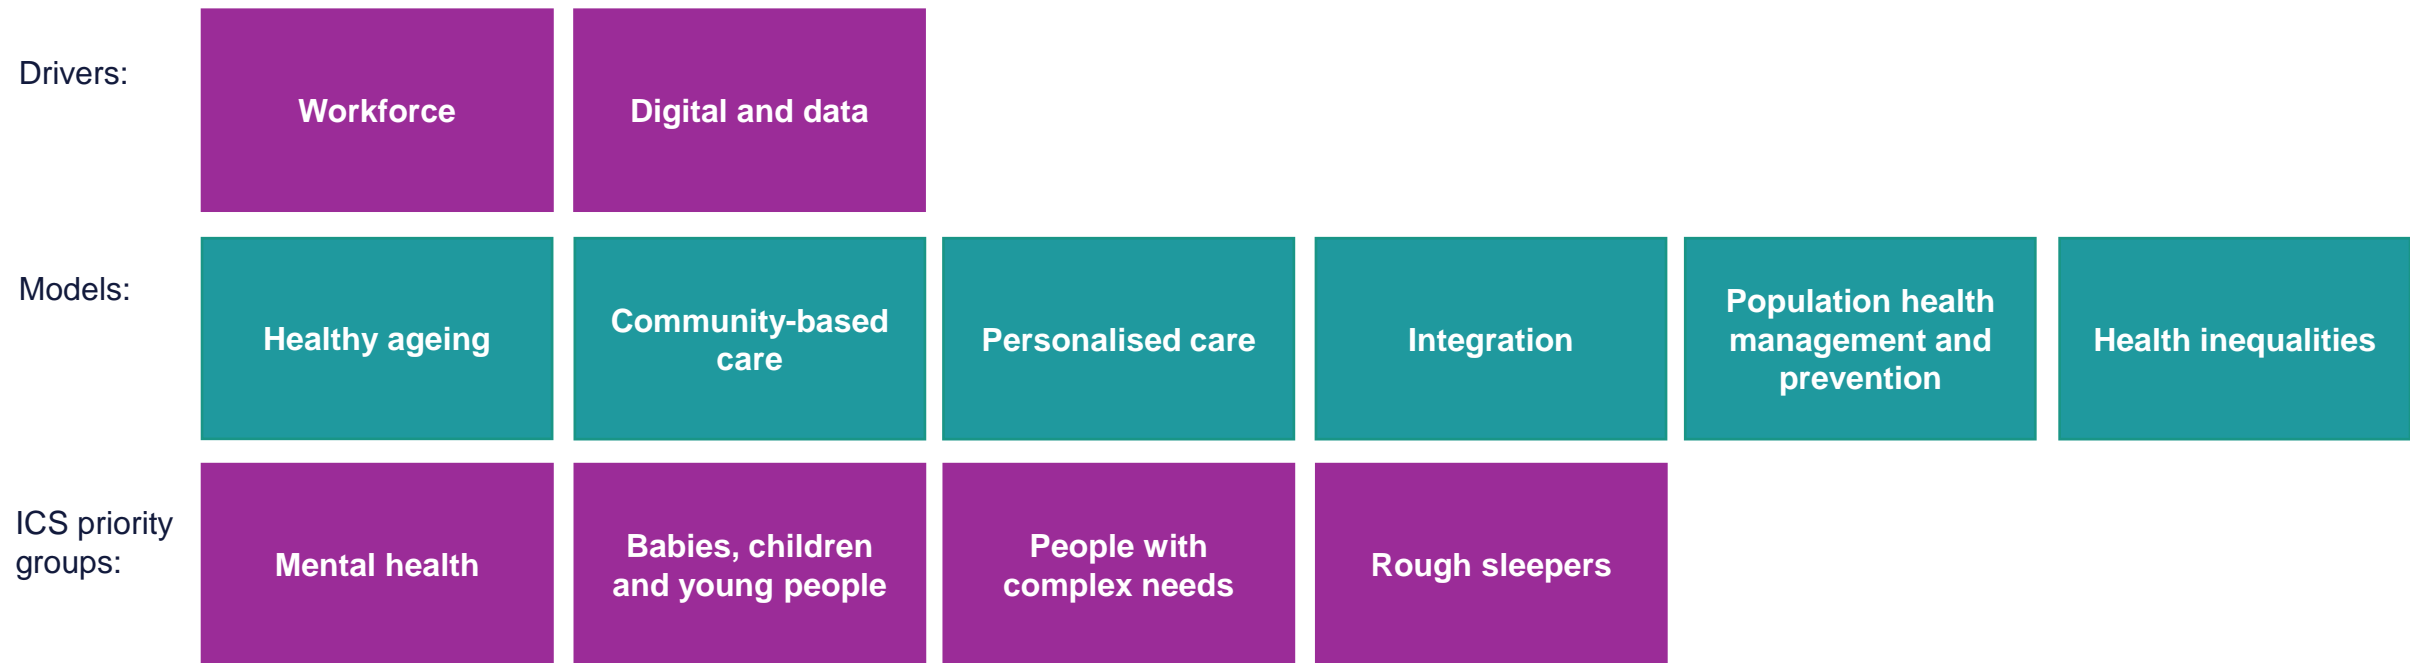 Drivers:
Workforce
Digital and data
Models:
Healthy ageing
Community-based
care
Personalised care
Integration
Population health
management and
prevention
Health inequalities
ICS priority
groups:
Mental health
Babies, children
and young people
People with
complex needs
Rough sleepers